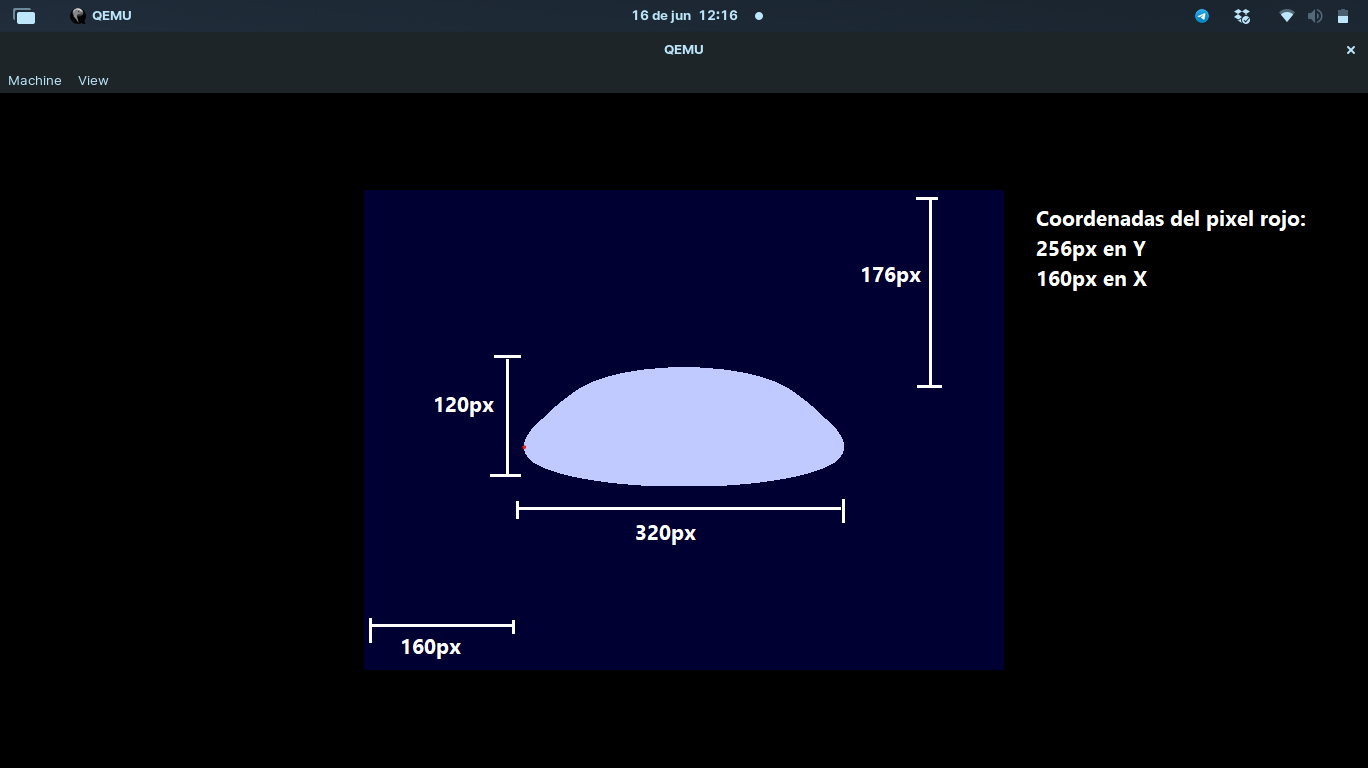 QEMU
16 de jun 12:16
QEMU
Machine View
Coordenadas del pixel rojo:
256px en Y
160px en X
176px
120px
320px
160px